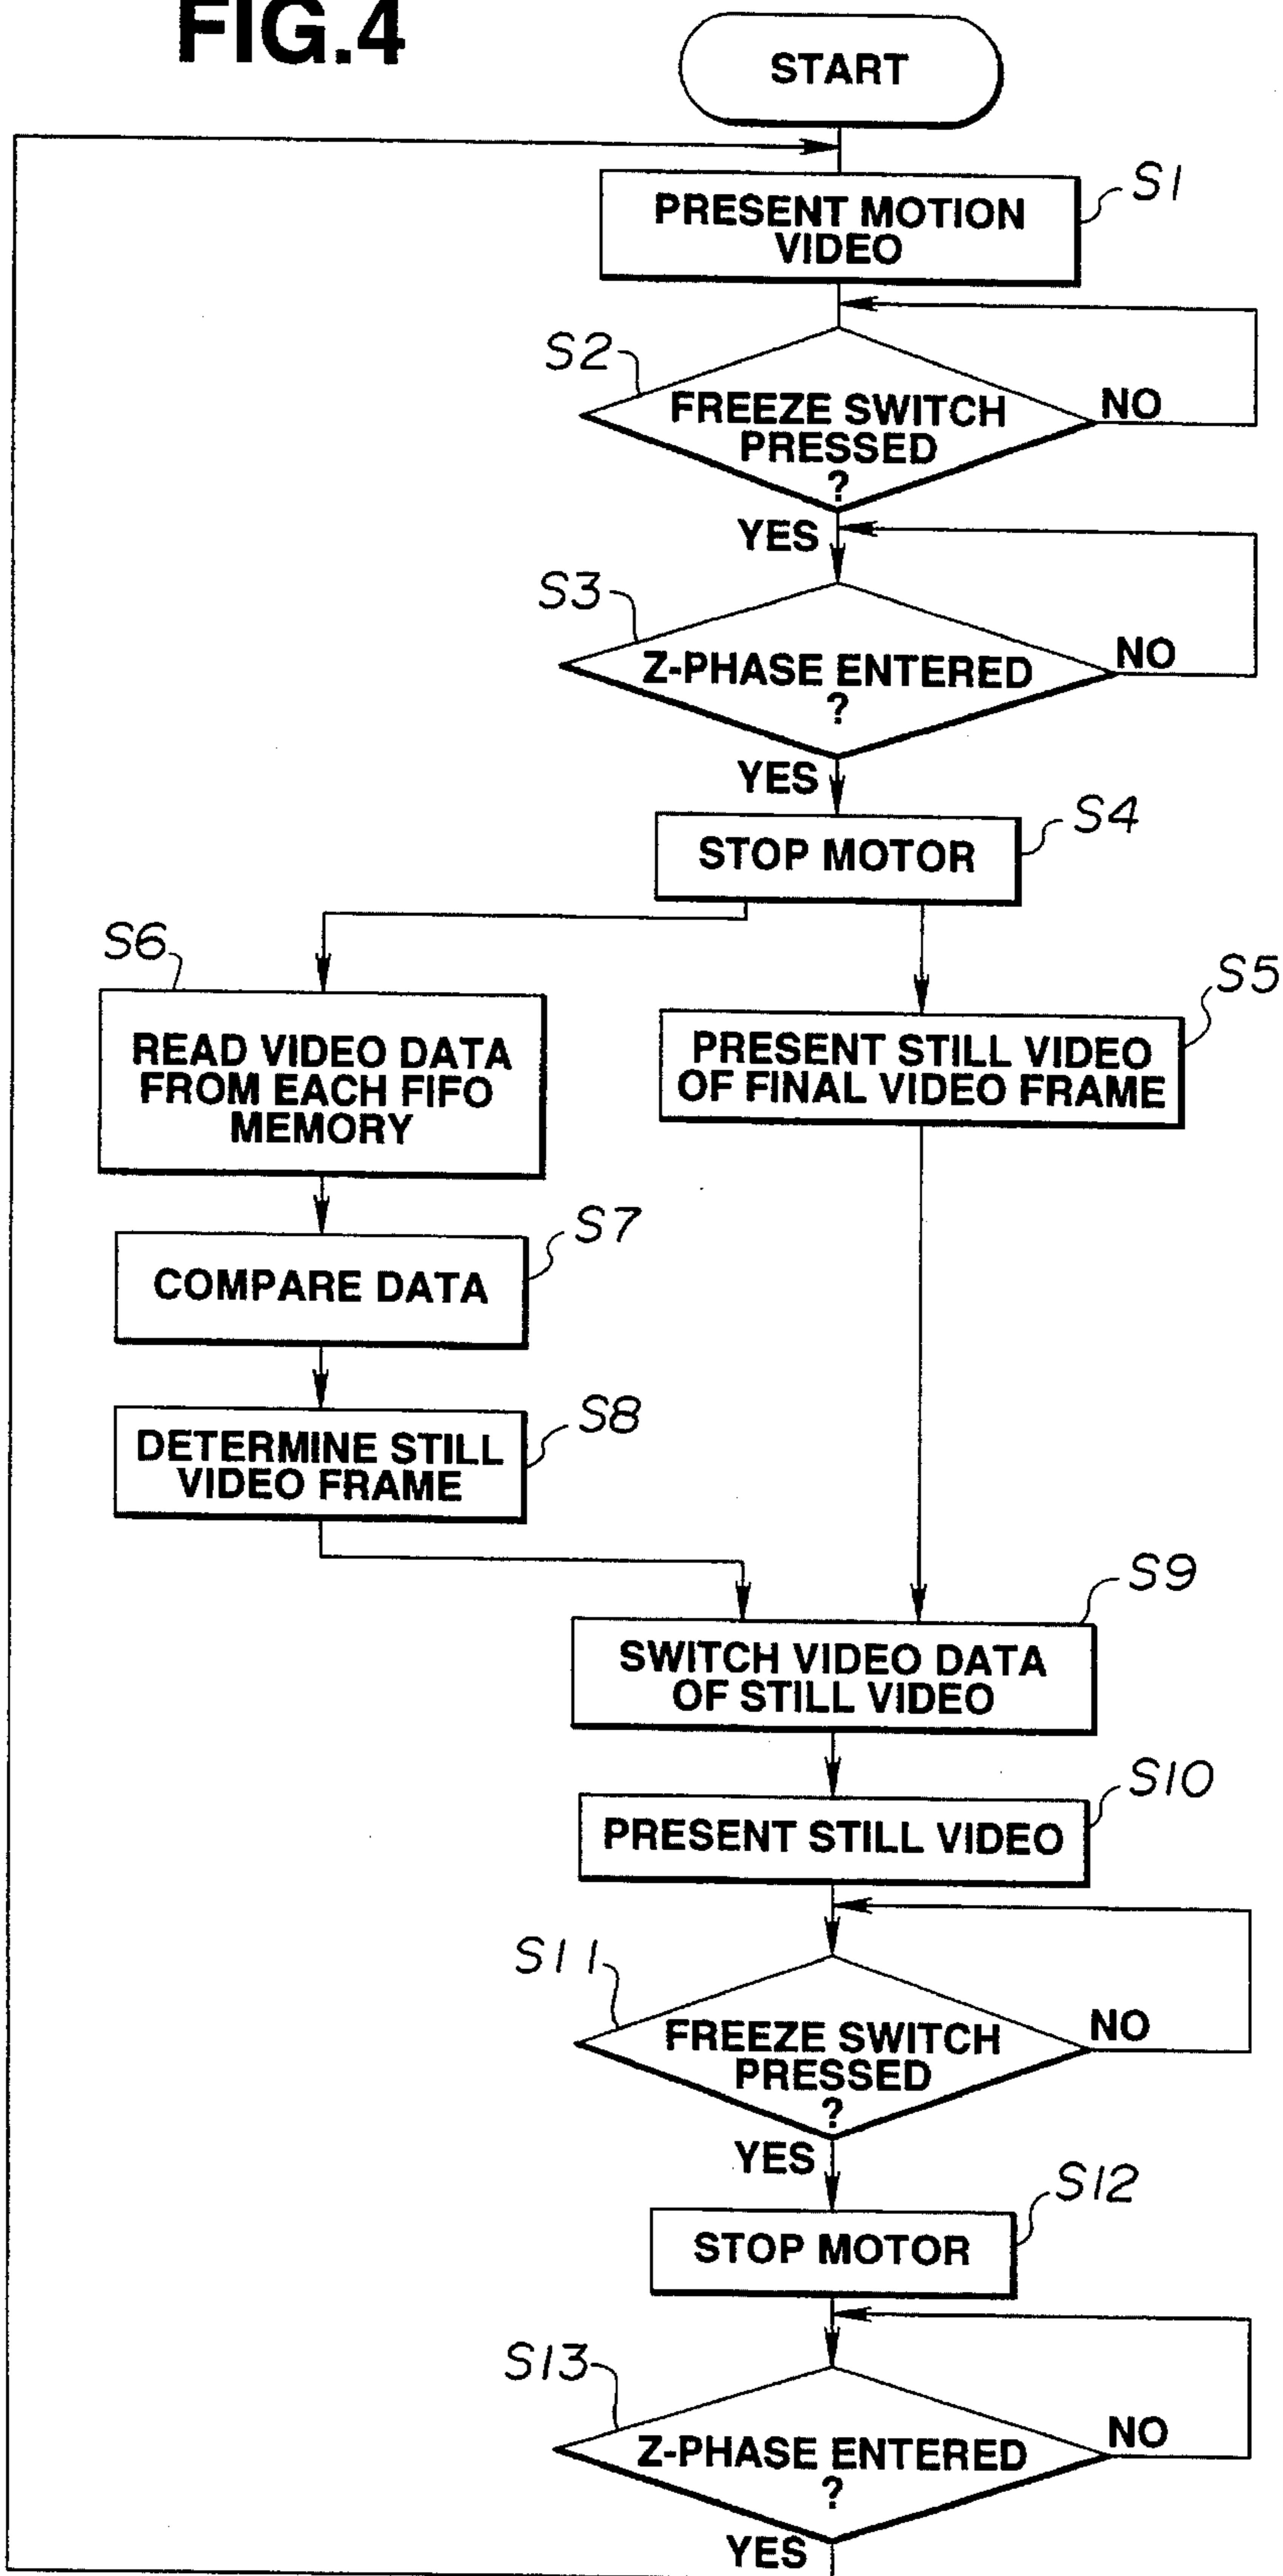 FIG.4
START
PRESENT MOTION
VIDEO
S1
S2
FREEZE SWITCH
PRESSED
?
NO
YES
S3
Z-PHASE ENTERED
?
NO
YES
STOP MOTOR
S4
S6
READ VIDEO DATA
FROM EACH FIFO
MEMORY
S5
PRESENT STILL VIDEO
OF FINAL VIDEO FRAME
S7
COMPARE DATA
S8
DETERMINE STILL
VIDEO FRAME
S9
SWITCH VIDEO DATA
OF STILL VIDEO
S10
PRESENT STILL VIDEO
S11
FREEZE SWITCH
PRESSED
?
NO
YES
S12
STOP MOTOR
S13
Z-PHASE ENTERED
?
NO
YES